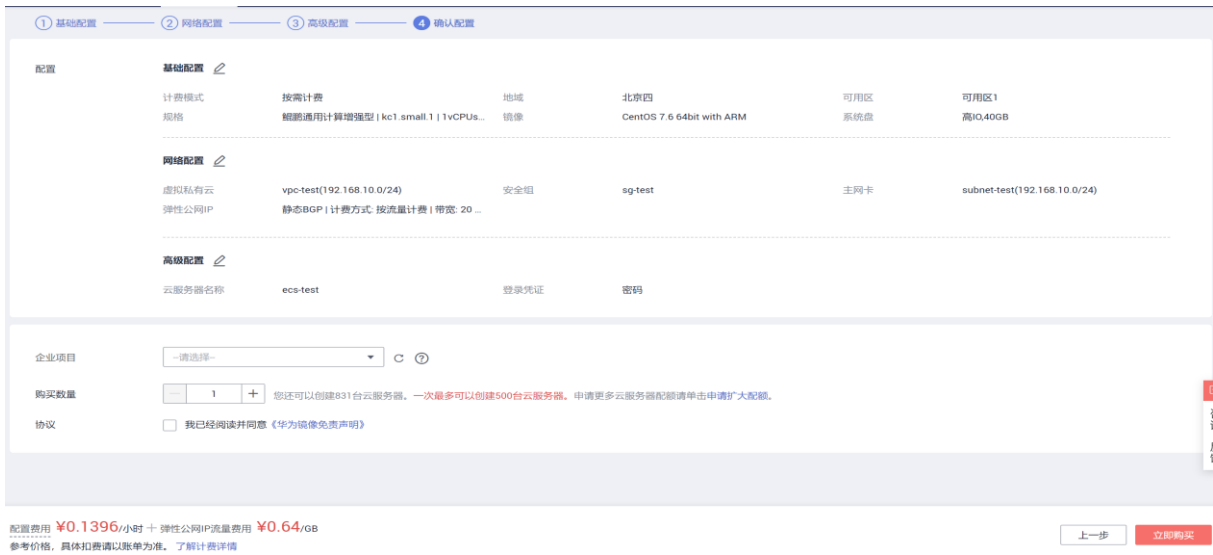 1 基础配置 2 网络配置 3 高级配置 4 确认配置
配置 基础配置
计费模式 按需计费 地域 北京四 可用区 可用区1
规格 鲲鹏通用计算增强型 | kc1.small.1 | 1vCPUs... 镜像 CentOS 7.6 64bit with ARM 系统盘 高IO,40GB
网络配置
虚拟私有云 vpc-test(192.168.10.0/24) 安全组 sg-test 主网卡 subnet-test(192.168.10.0/24)
弹性公网IP 静态BGP | 计费方式: 按流量计费 | 带宽: 20 ...
高级配置
云服务器名称 ecs-test 登录凭证 密码
企业项目 --请选择--
购买数量 1 您还可以创建831台云服务器。一次最多可以创建500台云服务器。申请更多云服务器配额请单击申请扩大配额。
协议 我已经阅读并同意《华为镜像免责声明》
配置费用 ¥0.1396/小时 + 弹性公网IP流量费用 ¥0.64/GB
参考价格，具体扣费请以账单为准。 了解计费详情
上一步 立即购买